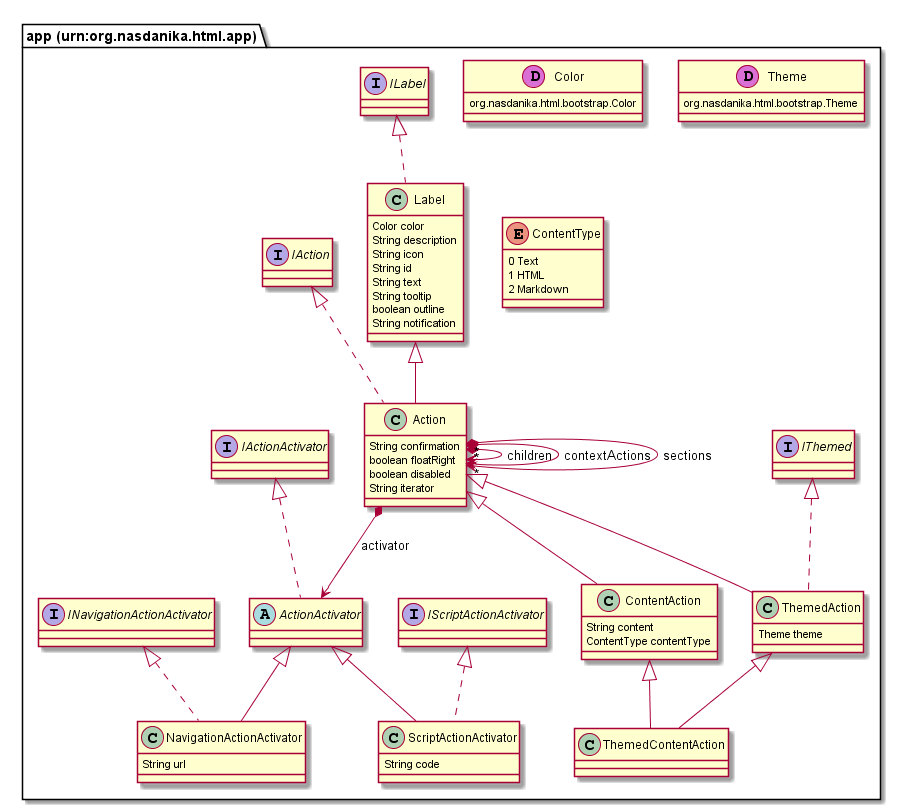 app (urn:org.nasdanika.html.app)
I ILabel
D Color
org.nasdanika.html.bootstrap.Color
D Theme
org.nasdanika.html.bootstrap.Theme
C Label
Color color
String description
String icon
String id
String text
String tooltip
boolean outline
String notification
E ContentType
0 Text
1 HTML
2 Markdown
I IAction
C Action
String confirmation
boolean floatRight
boolean disabled
String iterator
* children
contextActions
* sections
I IActionActivator
I IThemed
activator
I INavigationActionActivator
A ActionActivator
I IScriptActionActivator
C ContentAction
String content
ContentType contentType
C ThemedAction
Theme theme
C NavigationActionActivator
String url
C ScriptActionActivator
String code
C ThemedContentAction